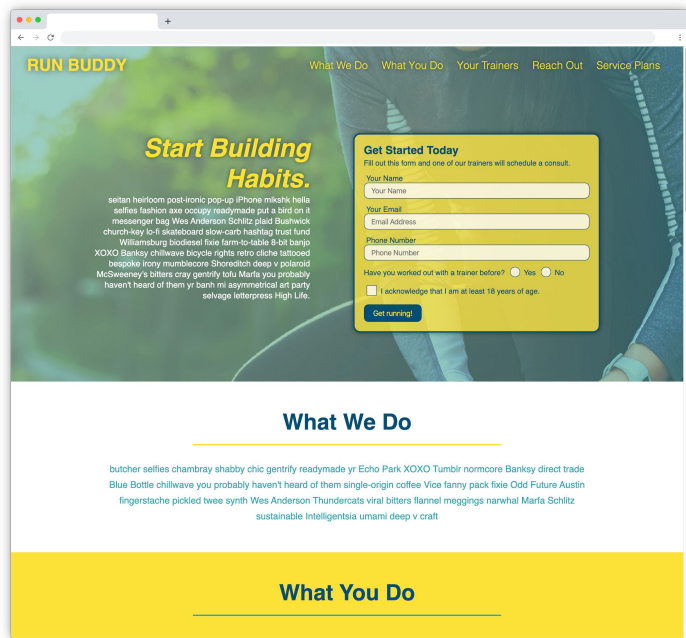 RUN BUDDY
What We Do What You Do Your Trainers Reach Out Service Plans
Start Building
Habits.
seitan heirloom post-ironic pop-up iPhone mlkshk hella
selfies fashion axe occupy readymade put a bird on it
messenger bag Wes Anderson Schlitz plaid Bushwick
church-key lo-fi skateboard slow-carb hashtag trust fund
Williamsburg biodiesel fixie farm-to-table 8-bit banjo
XOXO Banksy chillwave bicycle rights retro cliche tattooed
bespoke irony mumblecore Shoreditch deep v polaroid
McSweeney's bitters cray gentrify tofu Marfa you probably
haven't heard of them yr banh mi asymmetrical art party
selvage letterpress High Life.
Get Started Today
Fill out this form and one of our trainers will schedule a consult.
Your Name
Your Name
Your Email
Email Address
Phone Number
Phone Number
Have you worked out with a trainer before? Yes No
I acknowledge that I am at least 18 years of age.
Get running!
What We Do
butcher selfies chambray shabby chic gentrify readymade yr Echo Park XOXO Tumblr normcore Banksy direct trade
Blue Bottle chillwave you probably haven't heard of them single-origin coffee Vice fanny pack fixie Odd Future Austin
fingerstache pickled twee synth Wes Anderson Thundercats viral bitters flannel meggings narwhal Marfa Schlitz
sustainable Intelligentsia umami deep v craft
What You Do